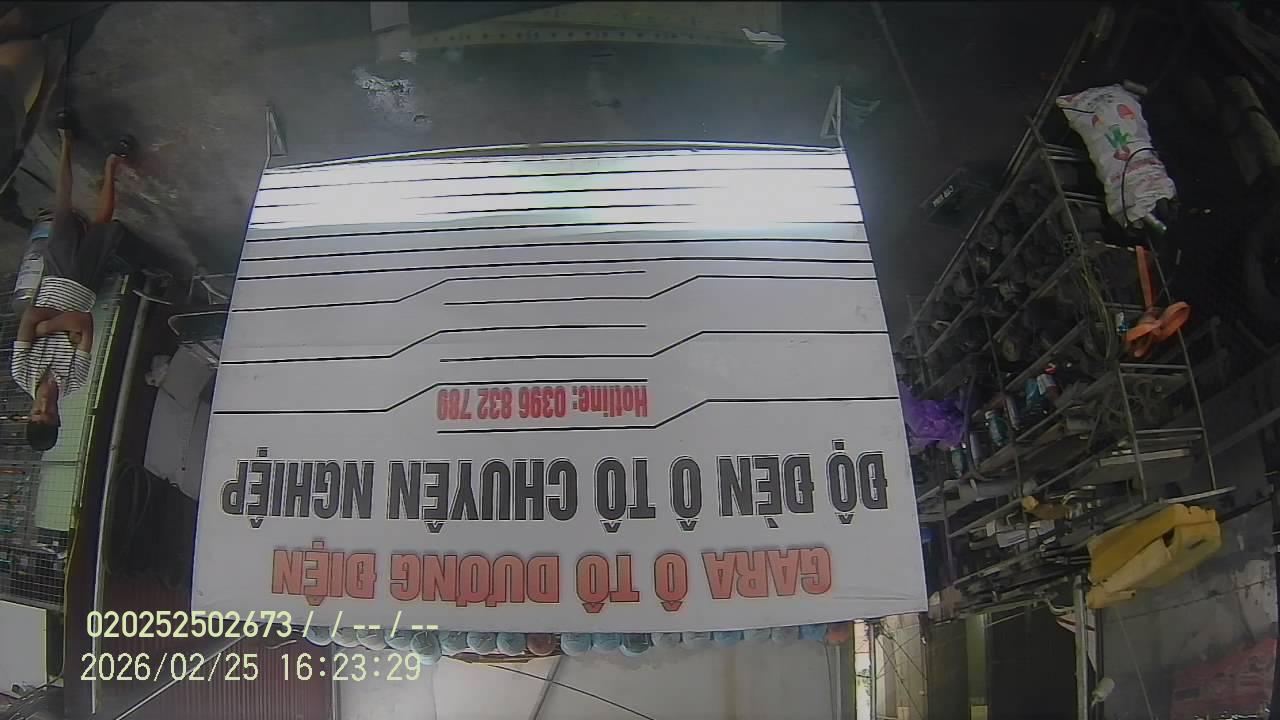 GARA Ô TÔ DƯƠNG ĐIỆN
ĐỘ ĐÈN Ô TÔ CHUYÊN NGHIỆP
Hotline: 0396 832 789
020252502673 / / -- / --
2026/02/25 16:23:29